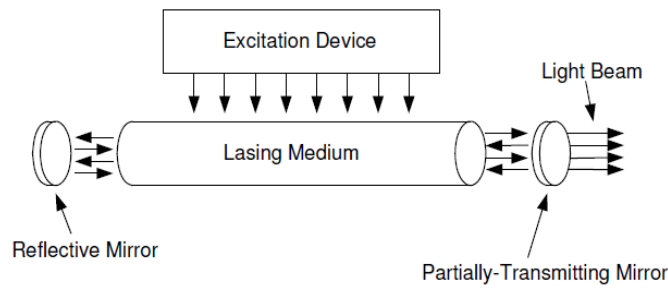 Excitation Device
Light Beam
Lasing Medium
Reflective Mirror
Partially-Transmitting Mirror